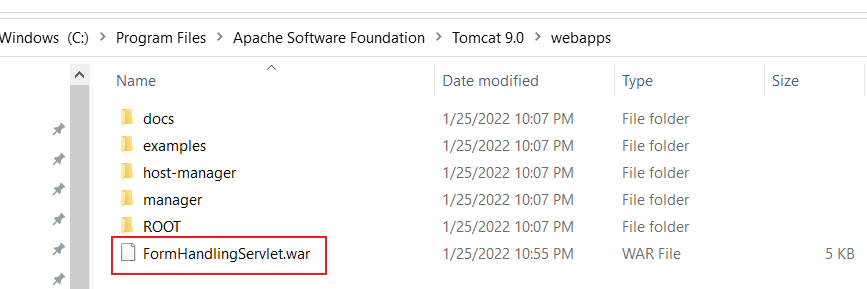 Windows (C:) > Program Files > Apache Software Foundation > Tomcat 9.0 > webapps
Name Date modified Type Size
docs 1/25/2022 10:07 PM File folder
examples 1/25/2022 10:07 PM File folder
host-manager 1/25/2022 10:07 PM File folder
manager 1/25/2022 10:07 PM File folder
ROOT 1/25/2022 10:07 PM File folder
FormHandlingServlet.war 1/25/2022 10:55 PM WAR File 5 KB